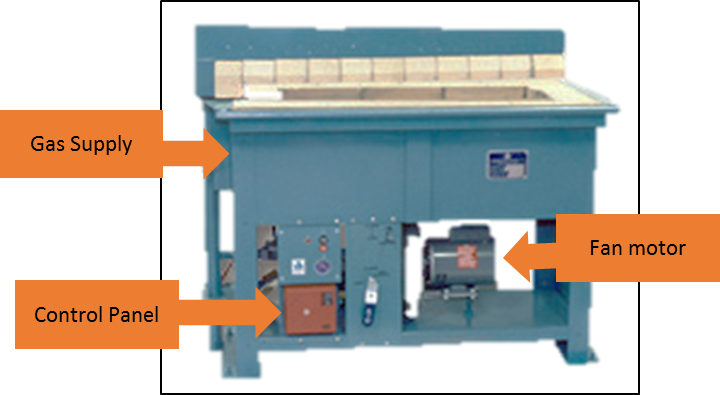 Gas Supply
Fan motor
Control Panel